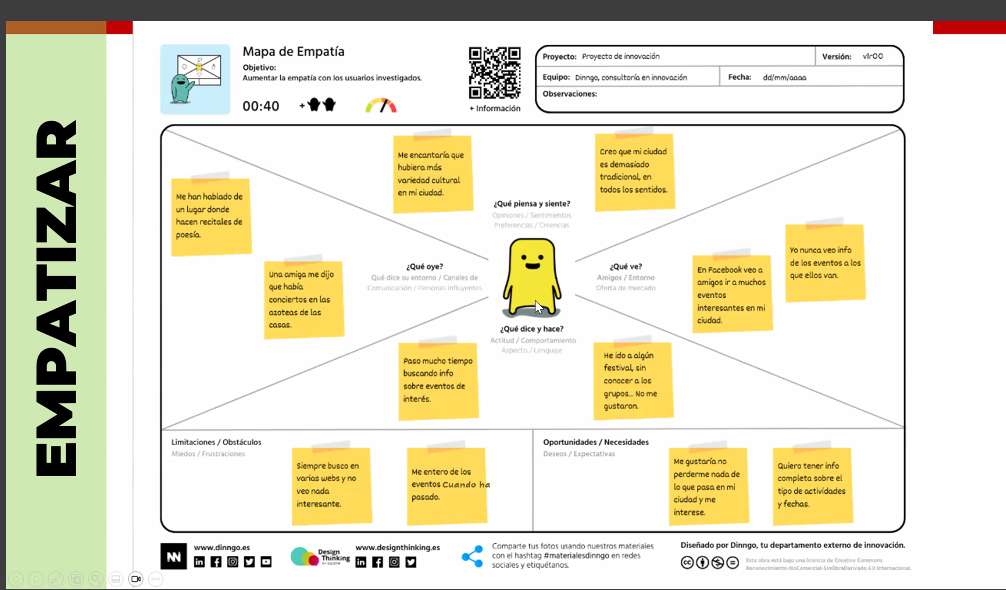 EMPATIZAR
Mapa de Empatía
Objetivo:
Aumentar la empatía con los usuarios investigados.
00:40
+
+ Información
Proyecto: Proyecto de innovación
Versión: v1r00
Equipo: Dinngo, consultoría en innovación
Fecha: dd/mm/aaaa
Observaciones:
Me han hablado de
un lugar donde
hacen recitales de
poesía.
Una amiga me dijo
que había
conciertos en las
azoteas de las
casas.
Me encantaría que
hubiera más
variedad cultural
en mi ciudad.
Creo que mi ciudad
es demasiado
tradicional, en
todos los sentidos.
¿Qué piensa y siente?
Opiniones / Sentimientos
Preferencias / Creencias
¿Qué oye?
Qué dice su entorno / Canales de
Comunicación / Personas Influyentes
¿Qué ve?
Amigos / Entorno
Oferta de mercado
En Facebook veo a
amigos ir a muchos
eventos
interesantes en mi
ciudad.
Yo nunca veo info
de los eventos a los
que ellos van.
¿Qué dice y hace?
Actitud / Comportamiento
Aspecto / Lenguaje
Paso mucho tiempo
buscando info
sobre eventos de
interés.
He ido a algún
festival, sin
conocer a los
grupos... No me
gustaron.
Limitaciones / Obstáculos
Miedos / Frustraciones
Siempre busco en
varias webs y no
veo nada
interesante.
Me entero de los
eventos Cuando ha
pasado.
Oportunidades / Necesidades
Deseos / Expectativas
Me gustaría no
perderme nada de
lo que pasa en mi
ciudad y me
interese.
Quiero tener info
completa sobre el
tipo de actividades
y fechas.
www.dinngo.es
Design
Thinking
en español
www.designthinking.es
Comparte tus fotos usando nuestros materiales
con el hashtag #materialesdinngo en redes
sociales y etiquétanos.
Diseñado por Dinngo, tu departamento externo de innovación.
Esta obra está bajo una licencia de Creative Commons
Reconocimiento-NoComercial-SinObraDerivada 4.0 Internacional.